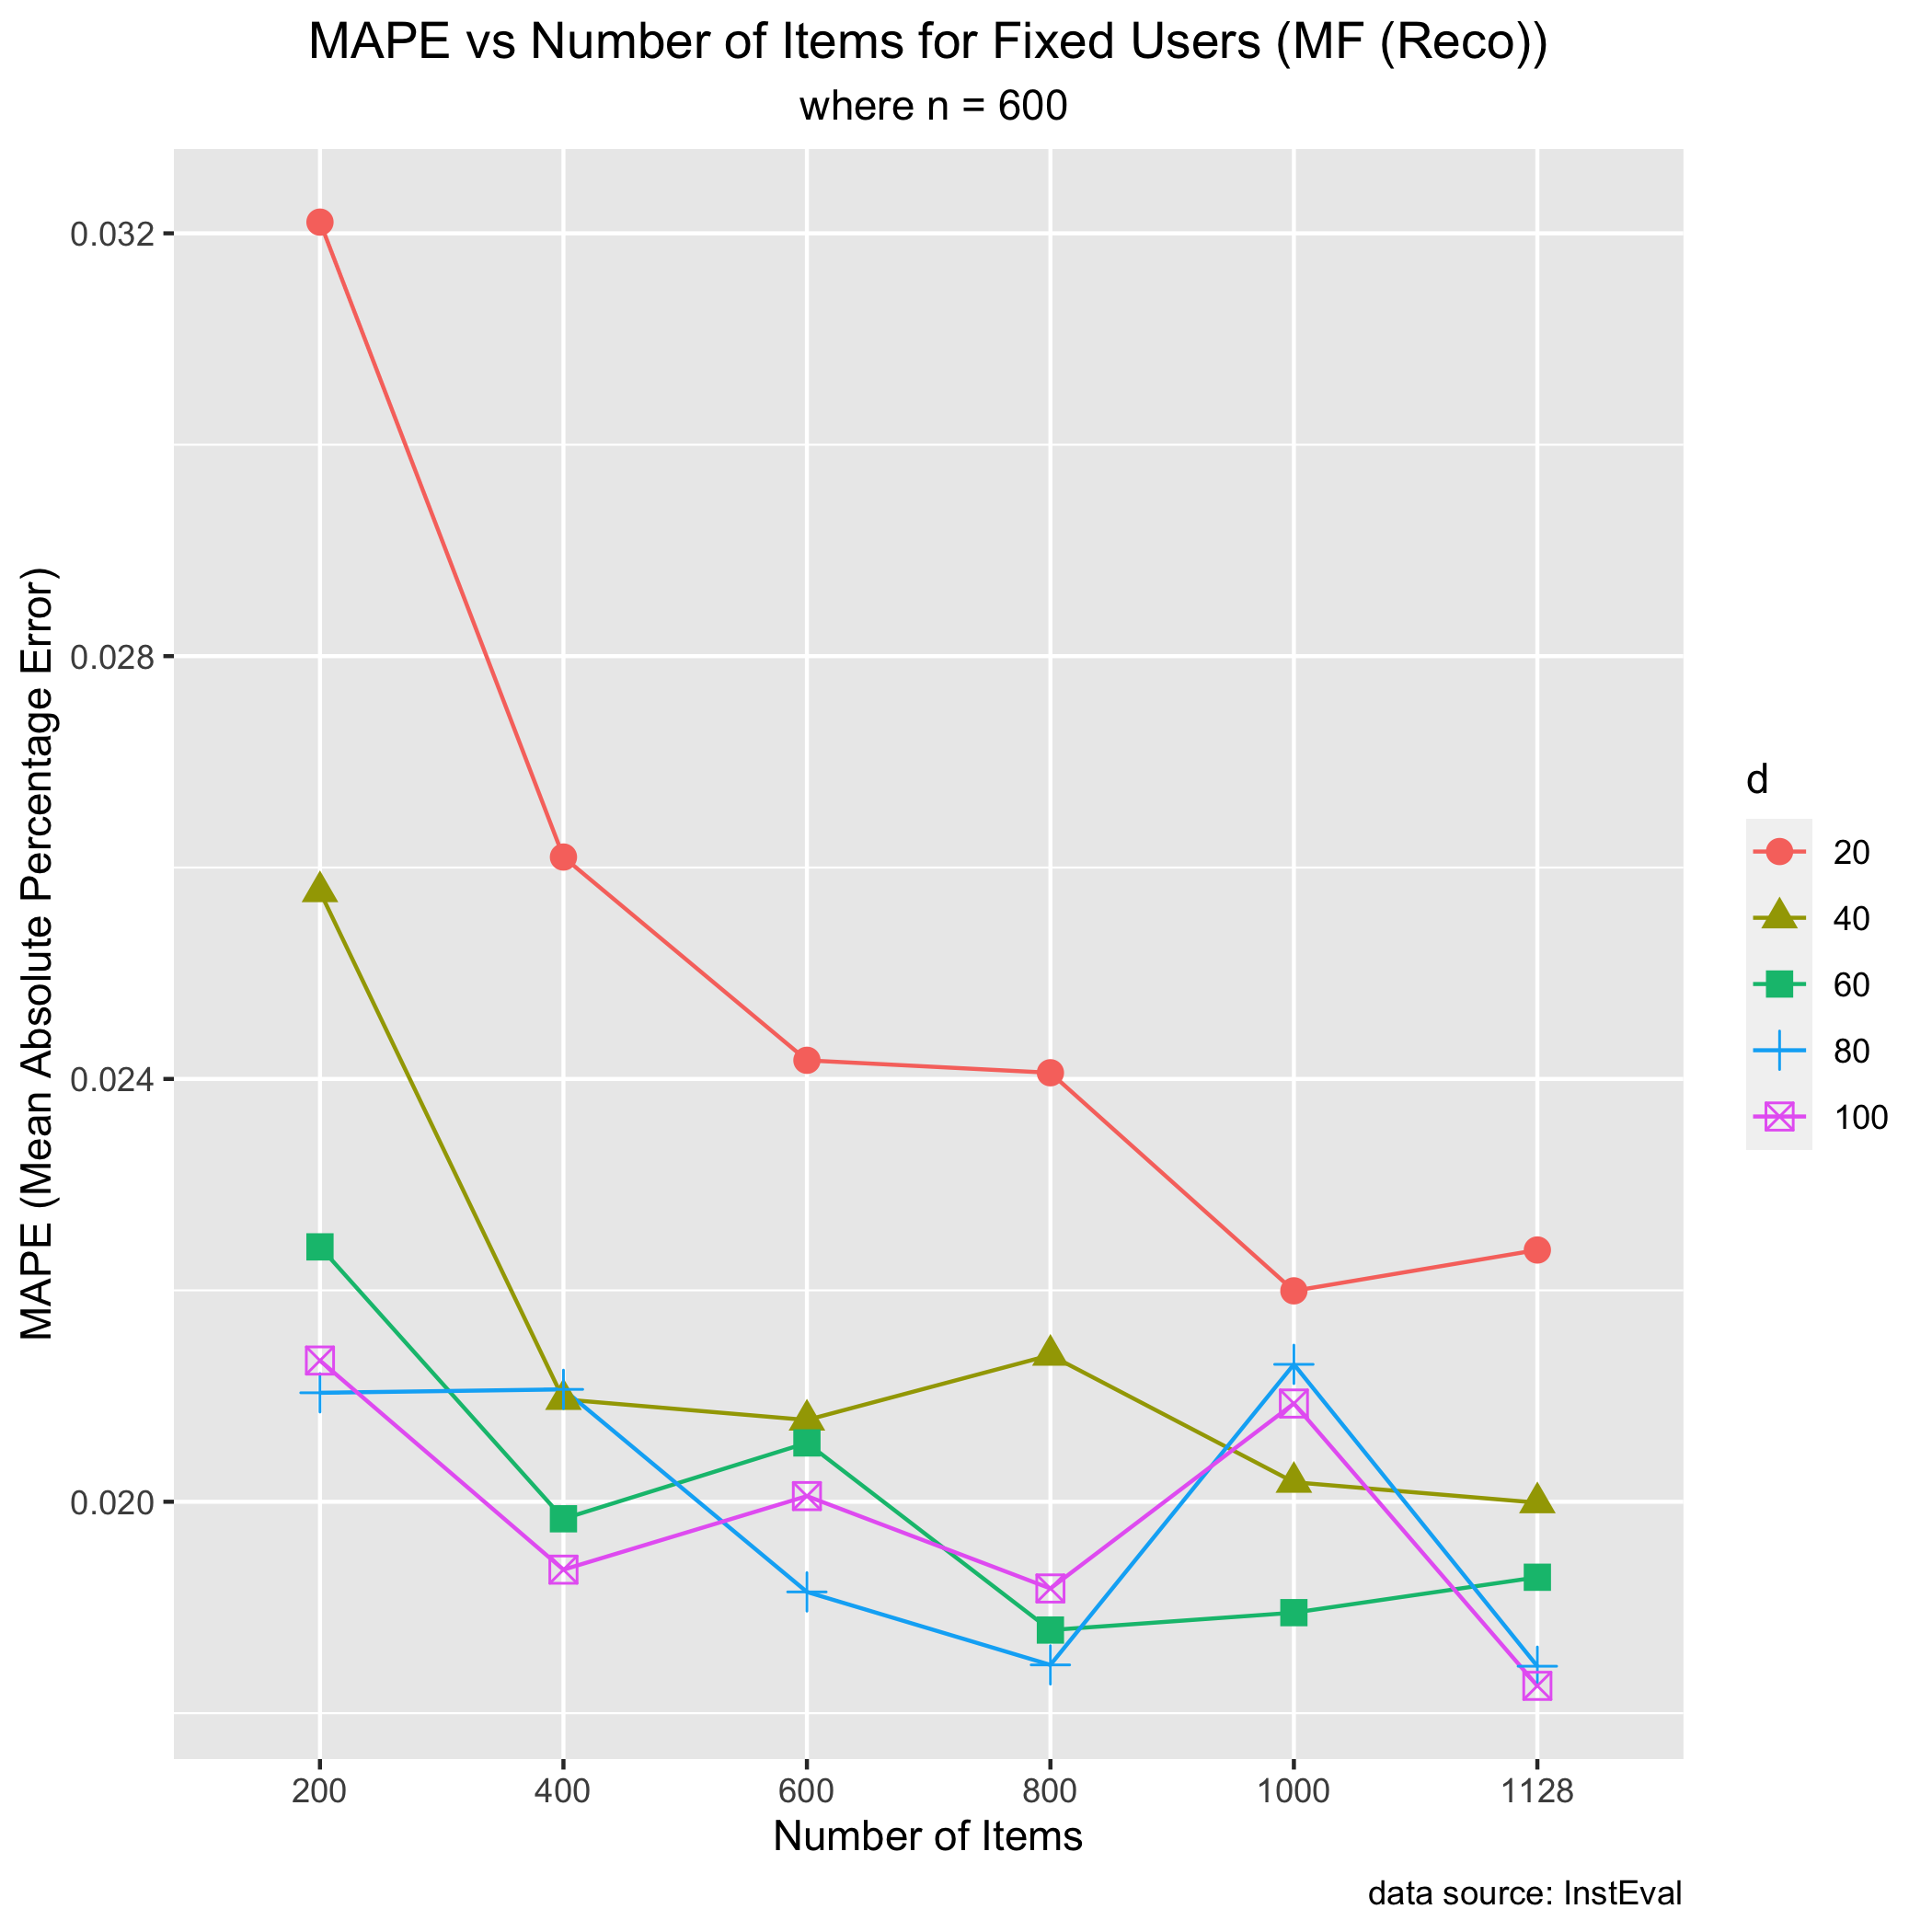 MAPE vs Number of Items for Fixed Users (MF (Reco))
where n = 600
MAPE (Mean Absolute Percentage Error)
0.032
0.028
0.024
0.020
200
400
600
800
1000
1128
Number of Items
d
20
40
60
80
100
data source: InstEval